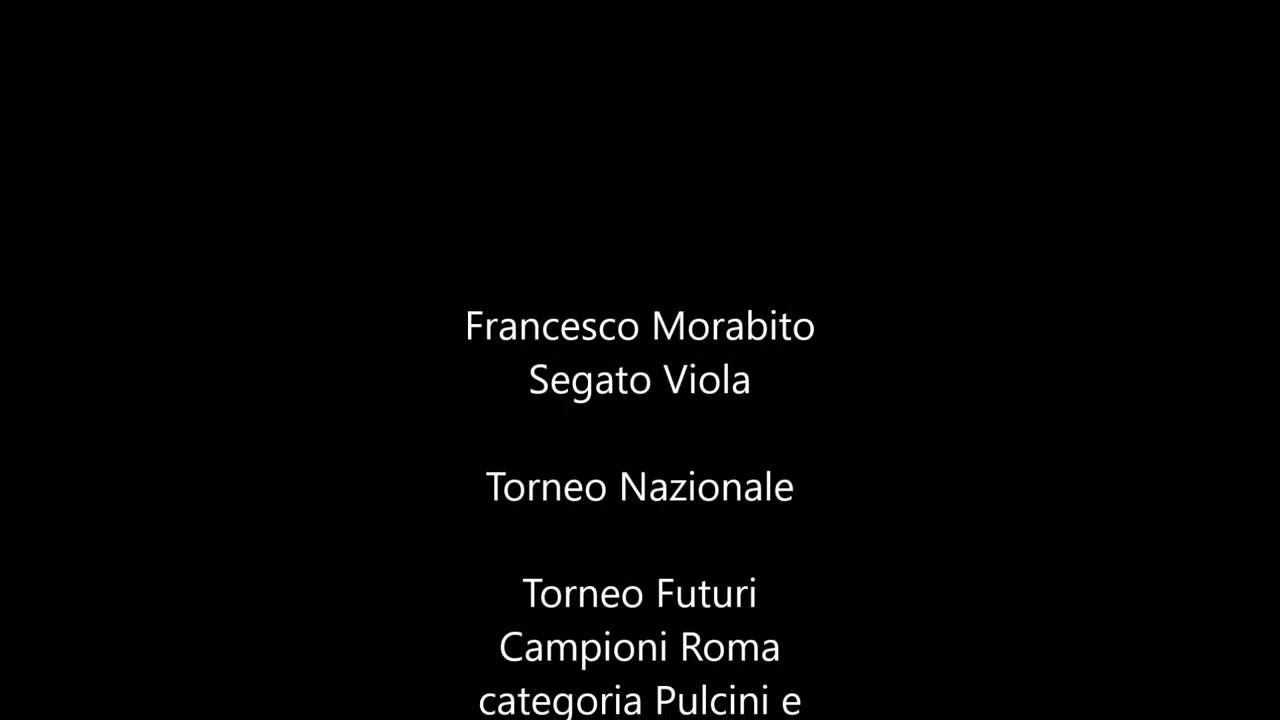 Francesco Morabito
Segato Viola
Torneo Nazionale
Torneo Futuri
Campioni Roma
categoria Pulcini e